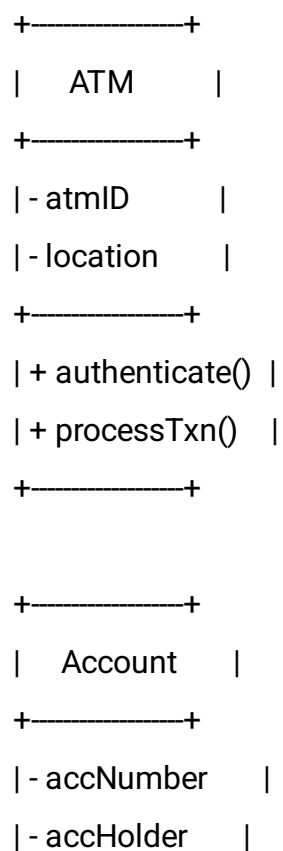 +-------------------+
|      ATM          |
+-------------------+
| - atmID        |
| - location        |
+-------------------+
| + authenticate()  |
| + processTxn()    |
+-------------------+
+-------------------+
|     Account       |
+-------------------+
| - accNumber       |
| - accHolder       |